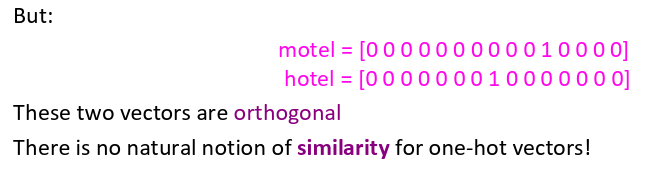 But:
motel = [0 0 0 0 0 0 0 0 0 0 1 0 0 0 0]
hotel = [0 0 0 0 0 0 0 1 0 0 0 0 0 0 0]
These two vectors are orthogonal
There is no natural notion of similarity for one-hot vectors!